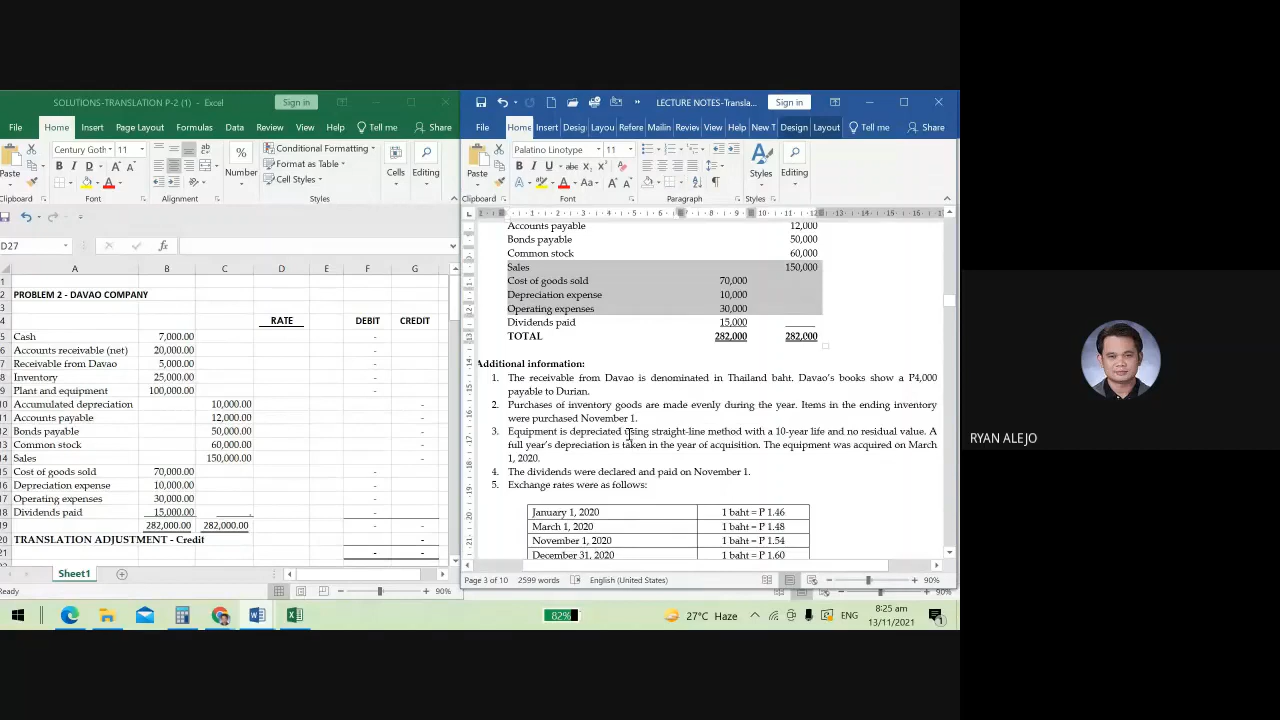 SOLUTIONS-TRANSLATION P-2 (1) - Excel
Sign in
File Home Insert Page Layout Formulas Data Review View Help Tell me Share
Paste
Century Goth 11
Number
Conditional Formatting
Format as Table
Cell Styles
Cells
Editing
Clipboard Font Alignment Styles
D27
A B C D E F G
PROBLEM 2 - DAVAO COMPANY
RATE DEBIT CREDIT
Cash 7,000.00 -
Accounts receivable (net) 20,000.00 -
Receivable from Davao 5,000.00 -
Inventory 25,000.00 -
Plant and equipment 100,000.00 -
Accumulated depreciation 10,000.00 -
Accounts payable 12,000.00 -
Bonds payable 50,000.00 -
Common stock 60,000.00 -
Sales 150,000.00 -
Cost of goods sold 70,000.00 -
Depreciation expense 10,000.00 -
Operating expenses 30,000.00 -
Dividends paid 15,000.00 -
282,000.00 282,000.00 - -
TRANSLATION ADJUSTMENT - Credit -
- -
Sheet1
Ready
90%
LECTURE NOTES-Transla...
Sign in
File Home Insert Desig Layou Refere Mailin Review View Help New T Design Layout Tell me Share
Paste
Palatino Linotype 11
Styles
Editing
Clipboard Font Paragraph Styles
Accounts payable 12,000
Bonds payable 50,000
Common stock 60,000
Sales 150,000
Cost of goods sold 70,000
Depreciation expense 10,000
Operating expenses 30,000
Dividends paid 15,000
TOTAL 282,000 282,000
Additional information:
1. The receivable from Davao is denominated in Thailand baht. Davao's books show a P4,000
payable to Durian.
2. Purchases of inventory goods are made evenly during the year. Items in the ending inventory
were purchased November 1.
3. Equipment is depreciated using straight-line method with a 10-year life and no residual value. A
full year's depreciation is taken in the year of acquisition. The equipment was acquired on March
1, 2020.
4. The dividends were declared and paid on November 1.
5. Exchange rates were as follows:
January 1, 2020 1 baht = P 1.46
March 1, 2020 1 baht = P 1.48
November 1, 2020 1 baht = P 1.54
December 31, 2020 1 baht = P 1.60
Page 3 of 10 2599 words English (United States) 90%
90%
82%
27°C Haze
ENG
8:25 am
13/11/2021
RYAN ALEJO